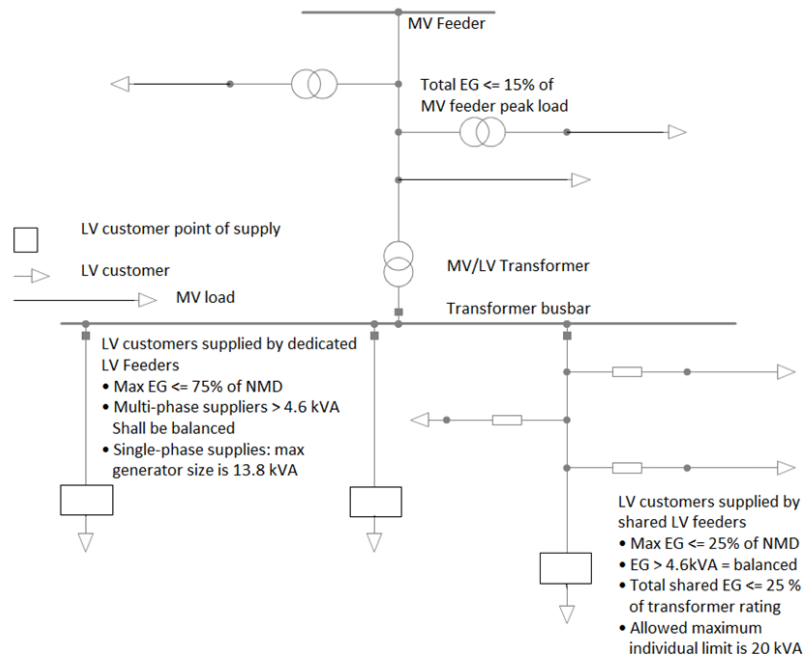 MV Feeder
Total EG <= 15% of
MV feeder peak load
LV customer point of supply
LV customer
MV load
MV/LV Transformer
Transformer busbar
LV customers supplied by dedicated
LV Feeders
• Max EG <= 75% of NMD
• Multi-phase suppliers > 4.6 kVA
Shall be balanced
• Single-phase supplies: max
generator size is 13.8 kVA
LV customers supplied by
shared LV feeders
• Max EG <= 25% of NMD
• EG > 4.6kVA = balanced
• Total shared EG <= 25 %
of transformer rating
• Allowed maximum
individual limit is 20 kVA